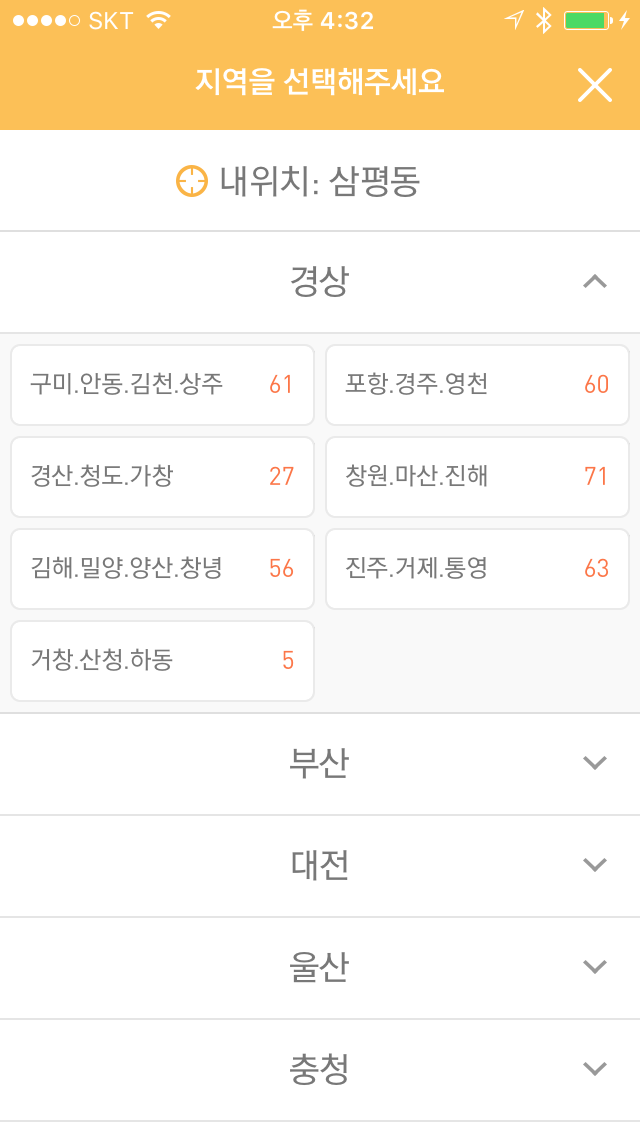 SKT 오후 4:32
지역을 선택해주세요
내위치: 삼평동
경상
구미.안동.김천.상주 61
포항.경주.영천 60
경산.청도.가창 27
창원.마산.진해 71
김해.밀양.양산.창녕 56
진주.거제.통영 63
거창.산청.하동 5
부산
대전
울산
충청